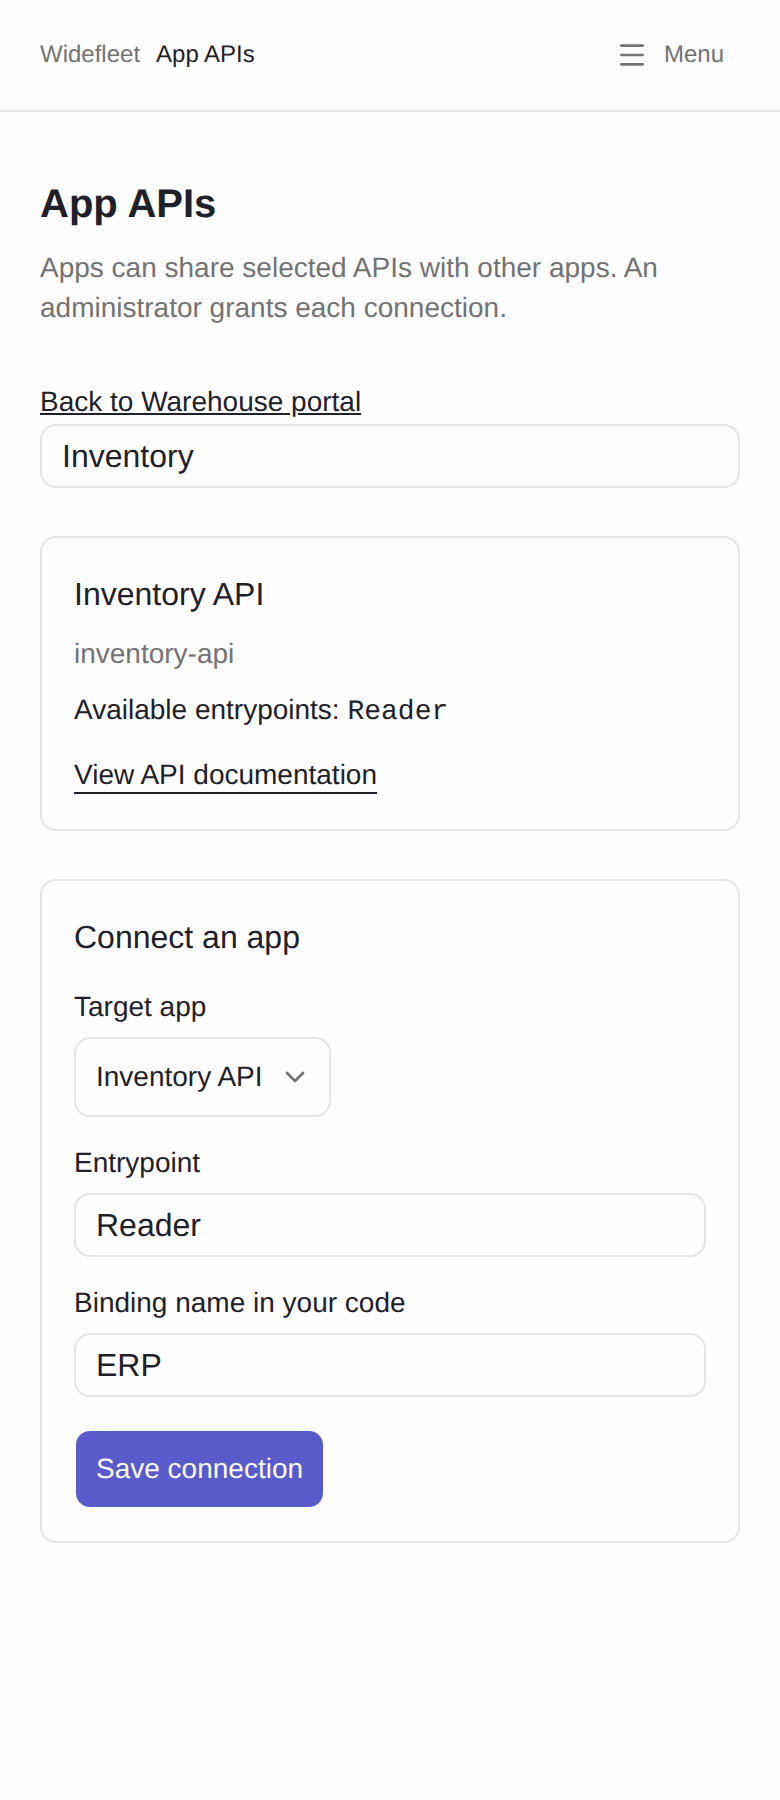 Widefleet App APIs Menu
App APIs
Apps can share selected APIs with other apps. An
administrator grants each connection.
Back to Warehouse portal
Inventory
Inventory API
inventory-api
Available entrypoints: Reader
View API documentation
Connect an app
Target app
Inventory API
Entrypoint
Reader
Binding name in your code
ERP
Save connection